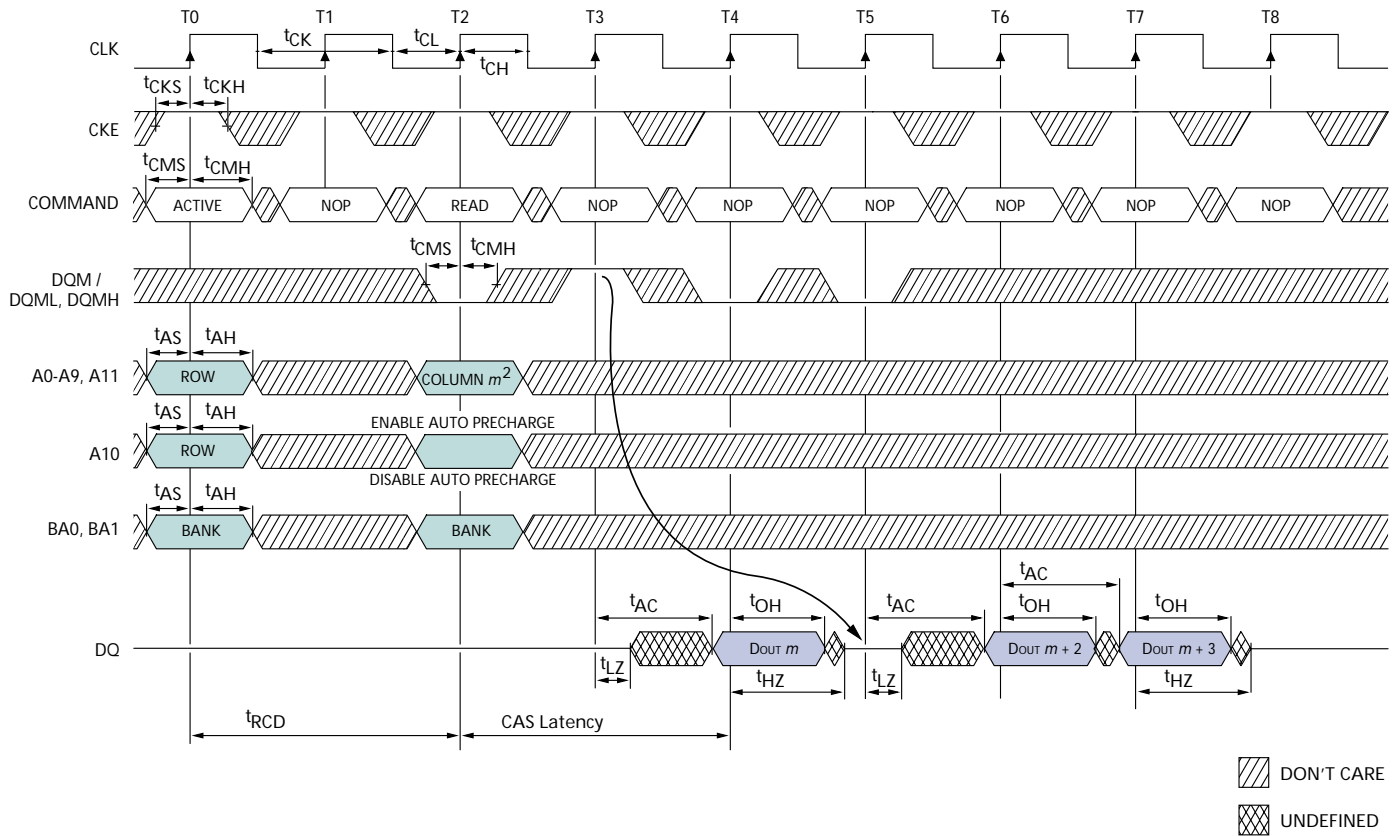 T0 T1 T2 T3 T4 T5 T6 T7 T8
CLK tCK tCL tCH
tCKS tCKH
CKE
tCMS tCMH
COMMAND ACTIVE NOP READ NOP NOP NOP NOP NOP NOP
tCMS tCMH
DQM /
DQML, DQMH
tAS tAH
A0-A9, A11 ROW COLUMN m2
tAS tAH ENABLE AUTO PRECHARGE
A10 ROW
DISABLE AUTO PRECHARGE
tAS tAH
BA0, BA1 BANK BANK
tAC tOH tAC tAC tOH tOH
DQ DOUT m DOUT m + 2 DOUT m + 3
tLZ tHZ tLZ tHZ
tRCD CAS Latency
DON'T CARE
UNDEFINED